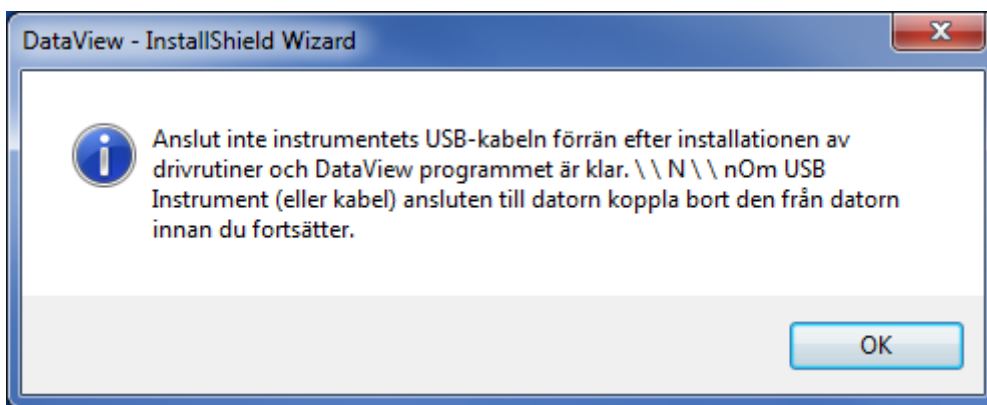 DataView - InstallShield Wizard
Anslut inte instrumentets USB-kabeln förrän efter installationen av
drivrutiner och DataView programmet är klar. \ \ N \ \ nOm USB
Instrument (eller kabel) ansluten till datorn koppla bort den från datorn
innan du fortsätter.
OK